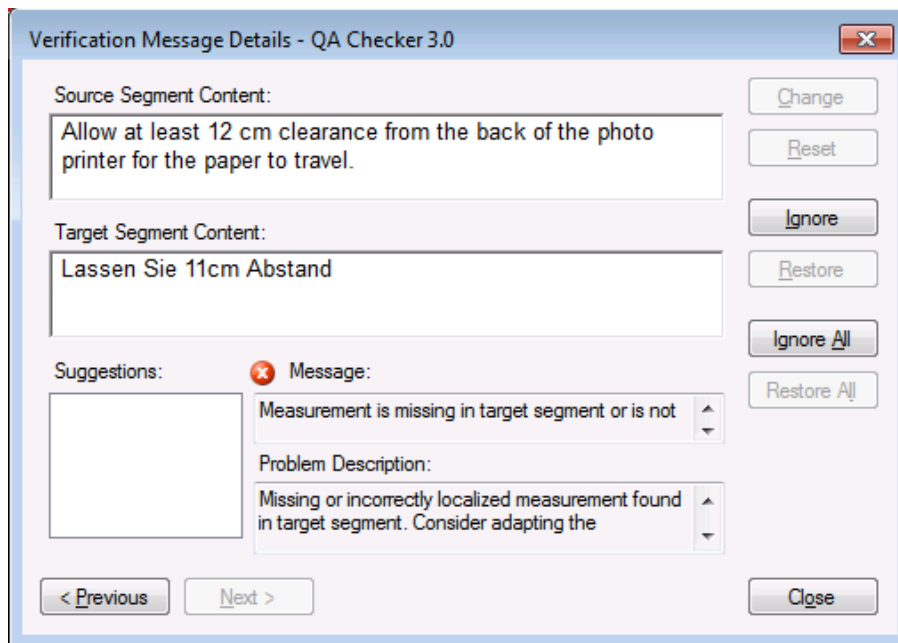 Verification Message Details - QA Checker 3.0
Source Segment Content:
Allow at least 12 cm clearance from the back of the photo
printer for the paper to travel.
Change
Reset
Target Segment Content:
Lassen Sie 11cm Abstand
Ignore
Restore
Ignore All
Restore All
Suggestions:
Message:
Measurement is missing in target segment or is not
Problem Description:
Missing or incorrectly localized measurement found
in target segment. Consider adapting the
< Previous
Next >
Close